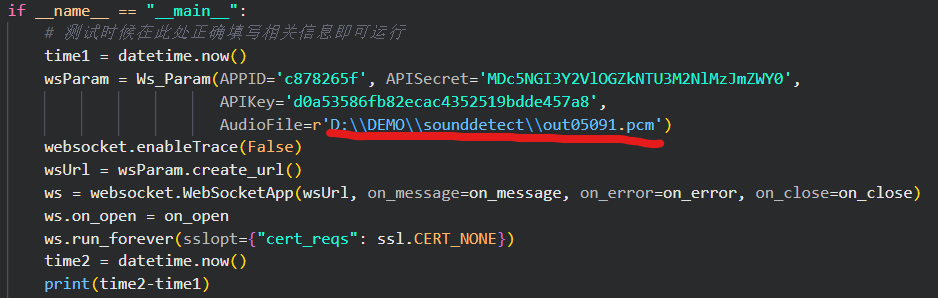 if __name__ == "__main__":
# 测试时候在此处正确填写相关信息即可运行
time1 = datetime.now()
wsParam = Ws_Param(APPID='c878265f', APISecret='MDc5NGI3Y2VlOGZkNTU3M2NlMzJmZWY0',
APIKey='d0a53586fb82ecac4352519bdde457a8',
AudioFile=r'D:\\DEMO\\sounddetect\\out05091.pcm')
websocket.enableTrace(False)
wsUrl = wsParam.create_url()
ws = websocket.WebSocketApp(wsUrl, on_message=on_message, on_error=on_error, on_close=on_close)
ws.on_open = on_open
ws.run_forever(sslopt={"cert_reqs": ssl.CERT_NONE})
time2 = datetime.now()
print(time2-time1)